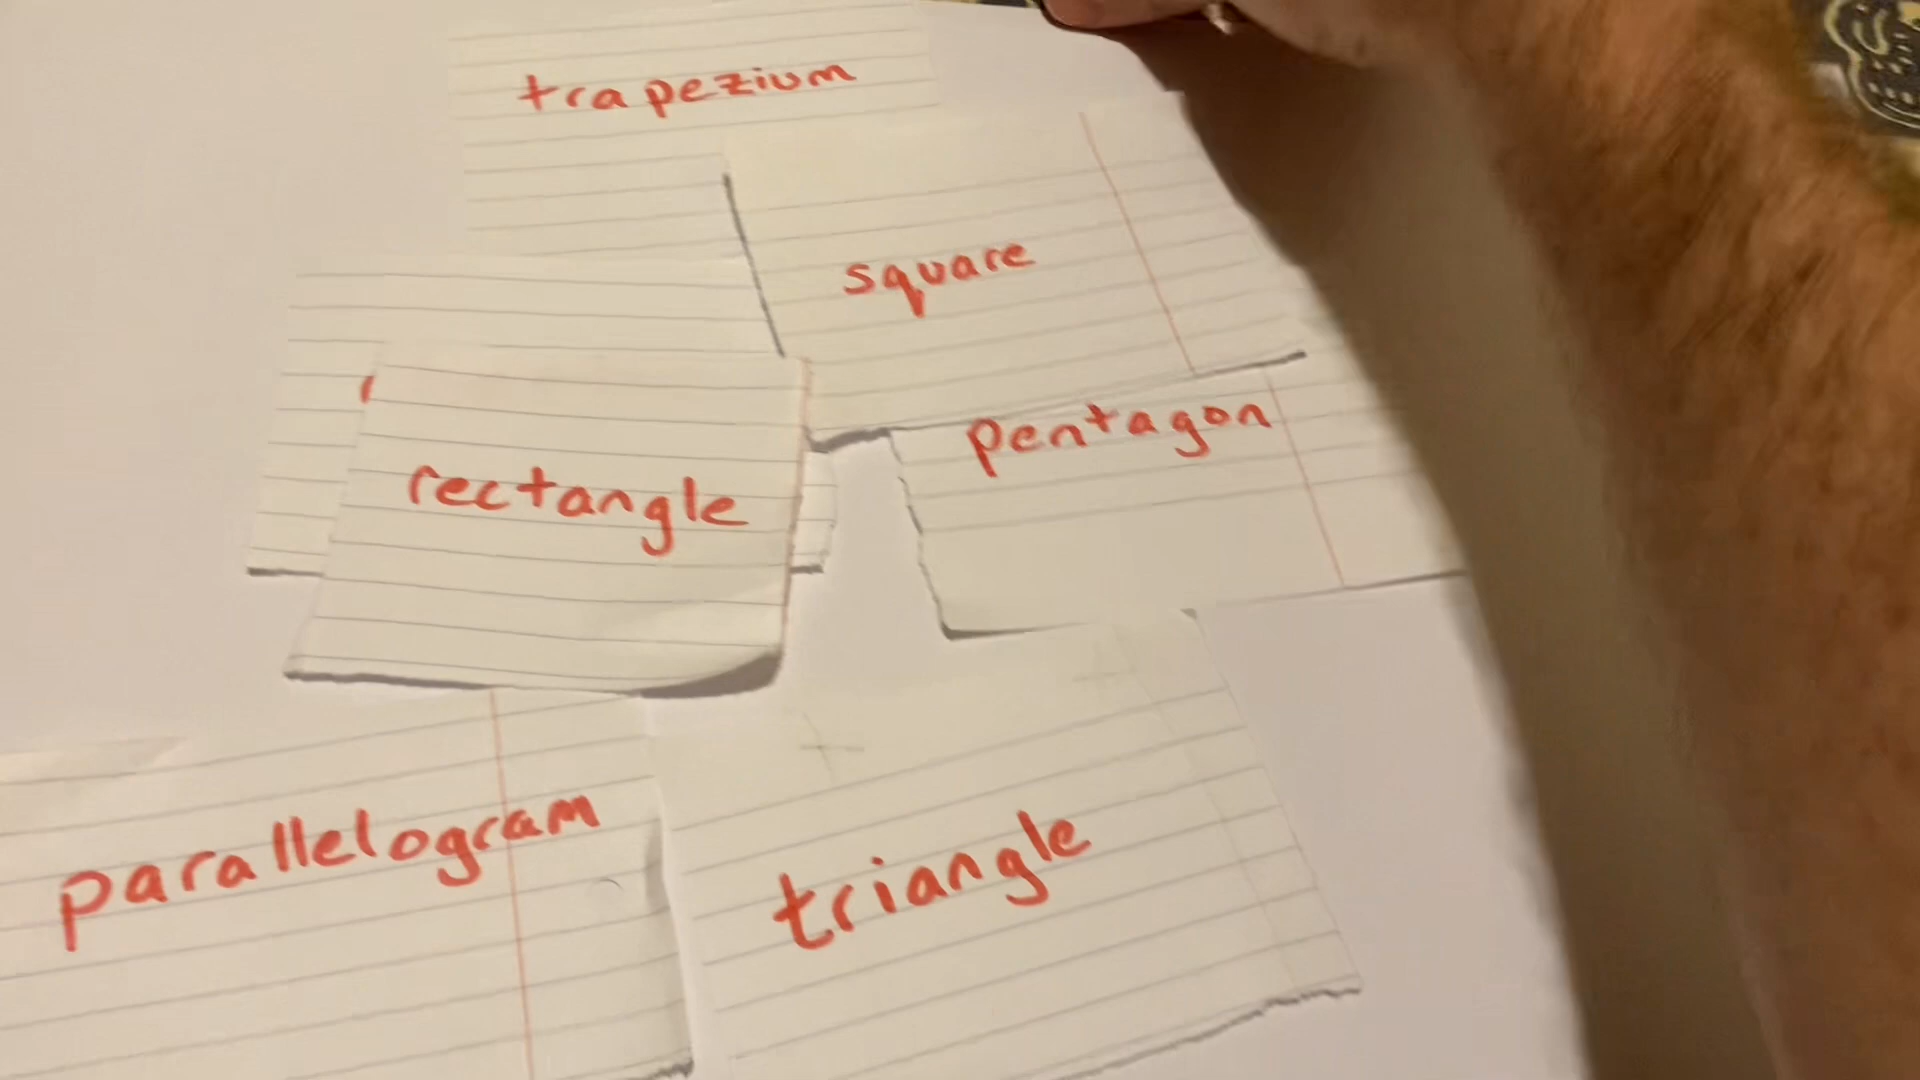 trapezium
square
pentagon
rectangle
parallelogram
triangle